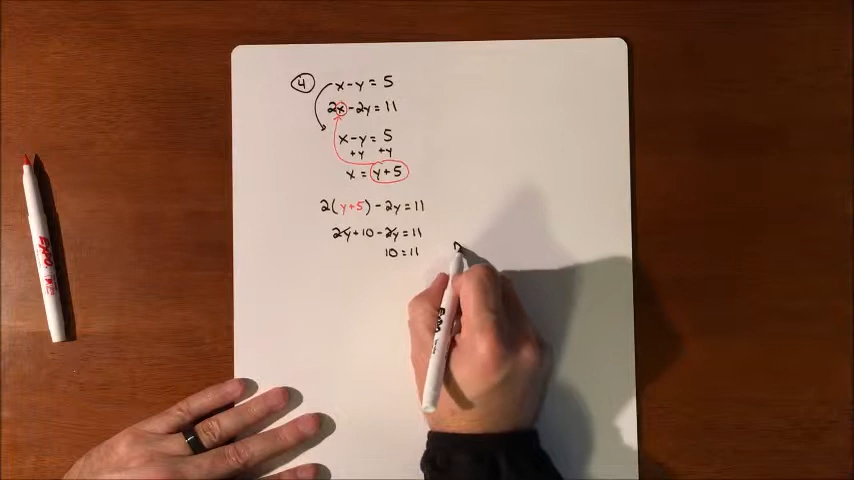 ④ x-y=5
2x-2y=11
x-y=5
+y +y
x=y+5
2(y+5)-2y=11
2y+10-2y=11
10=11
EXPO
EXPO